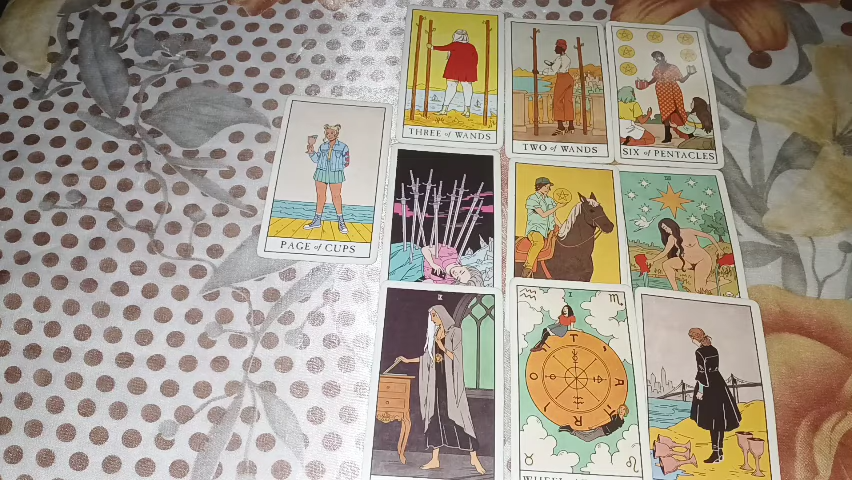 THREE of WANDS
TWO of WANDS
SIX of PENTACLES
PAGE of CUPS
X
T
A
R
O